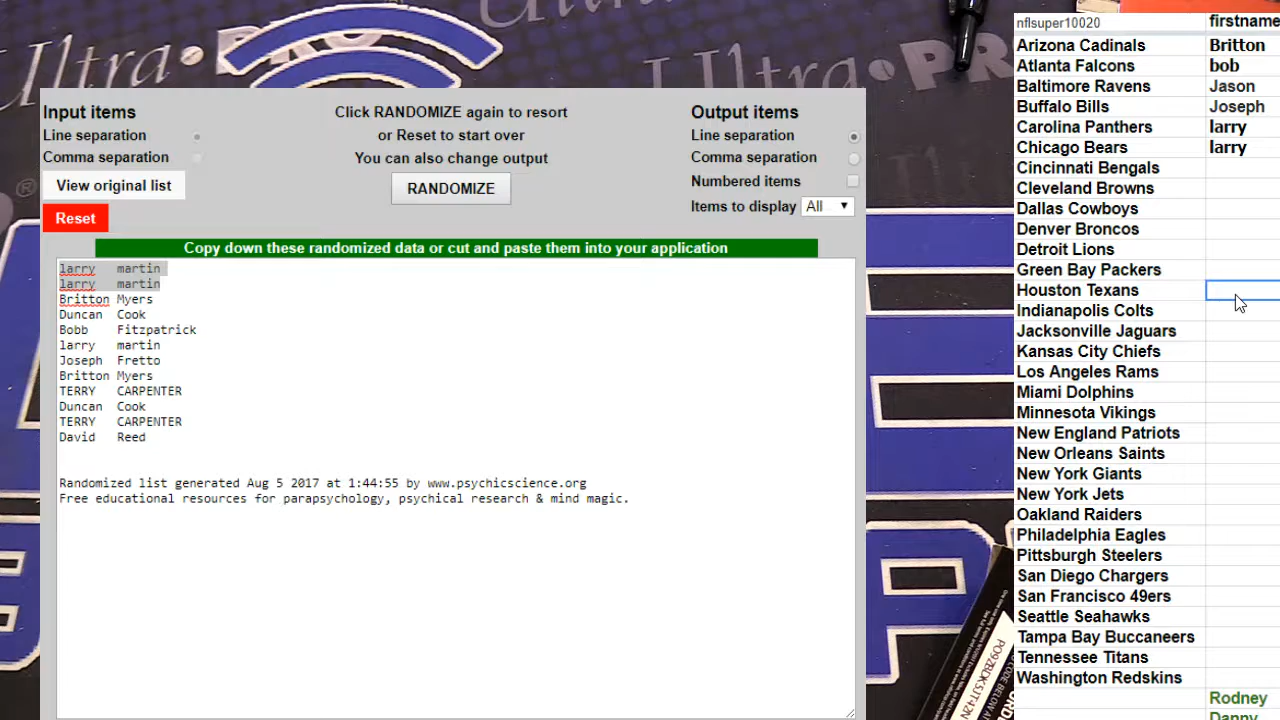 Ultra PRO
Ultra PRO
Input items
Line separation
Comma separation
View original list
Reset
Click RANDOMIZE again to resort
or Reset to start over
You can also change output
RANDOMIZE
Output items
Line separation
Comma separation
Numbered items
Items to display All
Copy down these randomized data or cut and paste them into your application
larry martin
larry martin
Britton Myers
Duncan Cook
Bobb Fitzpatrick
larry martin
Joseph Fretto
Britton Myers
TERRY CARPENTER
Duncan Cook
TERRY CARPENTER
David Reed
Randomized list generated Aug 5 2017 at 1:44:55 by www.psychicscience.org
Free educational resources for parapsychology, psychical research & mind magic.
nflsuper10020 firstname
Arizona Cadinals Britton
Atlanta Falcons bob
Baltimore Ravens Jason
Buffalo Bills Joseph
Carolina Panthers larry
Chicago Bears larry
Cincinnati Bengals
Cleveland Browns
Dallas Cowboys
Denver Broncos
Detroit Lions
Green Bay Packers
Houston Texans
Indianapolis Colts
Jacksonville Jaguars
Kansas City Chiefs
Los Angeles Rams
Miami Dolphins
Minnesota Vikings
New England Patriots
New Orleans Saints
New York Giants
New York Jets
Oakland Raiders
Philadelphia Eagles
Pittsburgh Steelers
San Diego Chargers
San Francisco 49ers
Seattle Seahawks
Tampa Bay Buccaneers
Tennessee Titans
Washington Redskins
Rodney
Danny